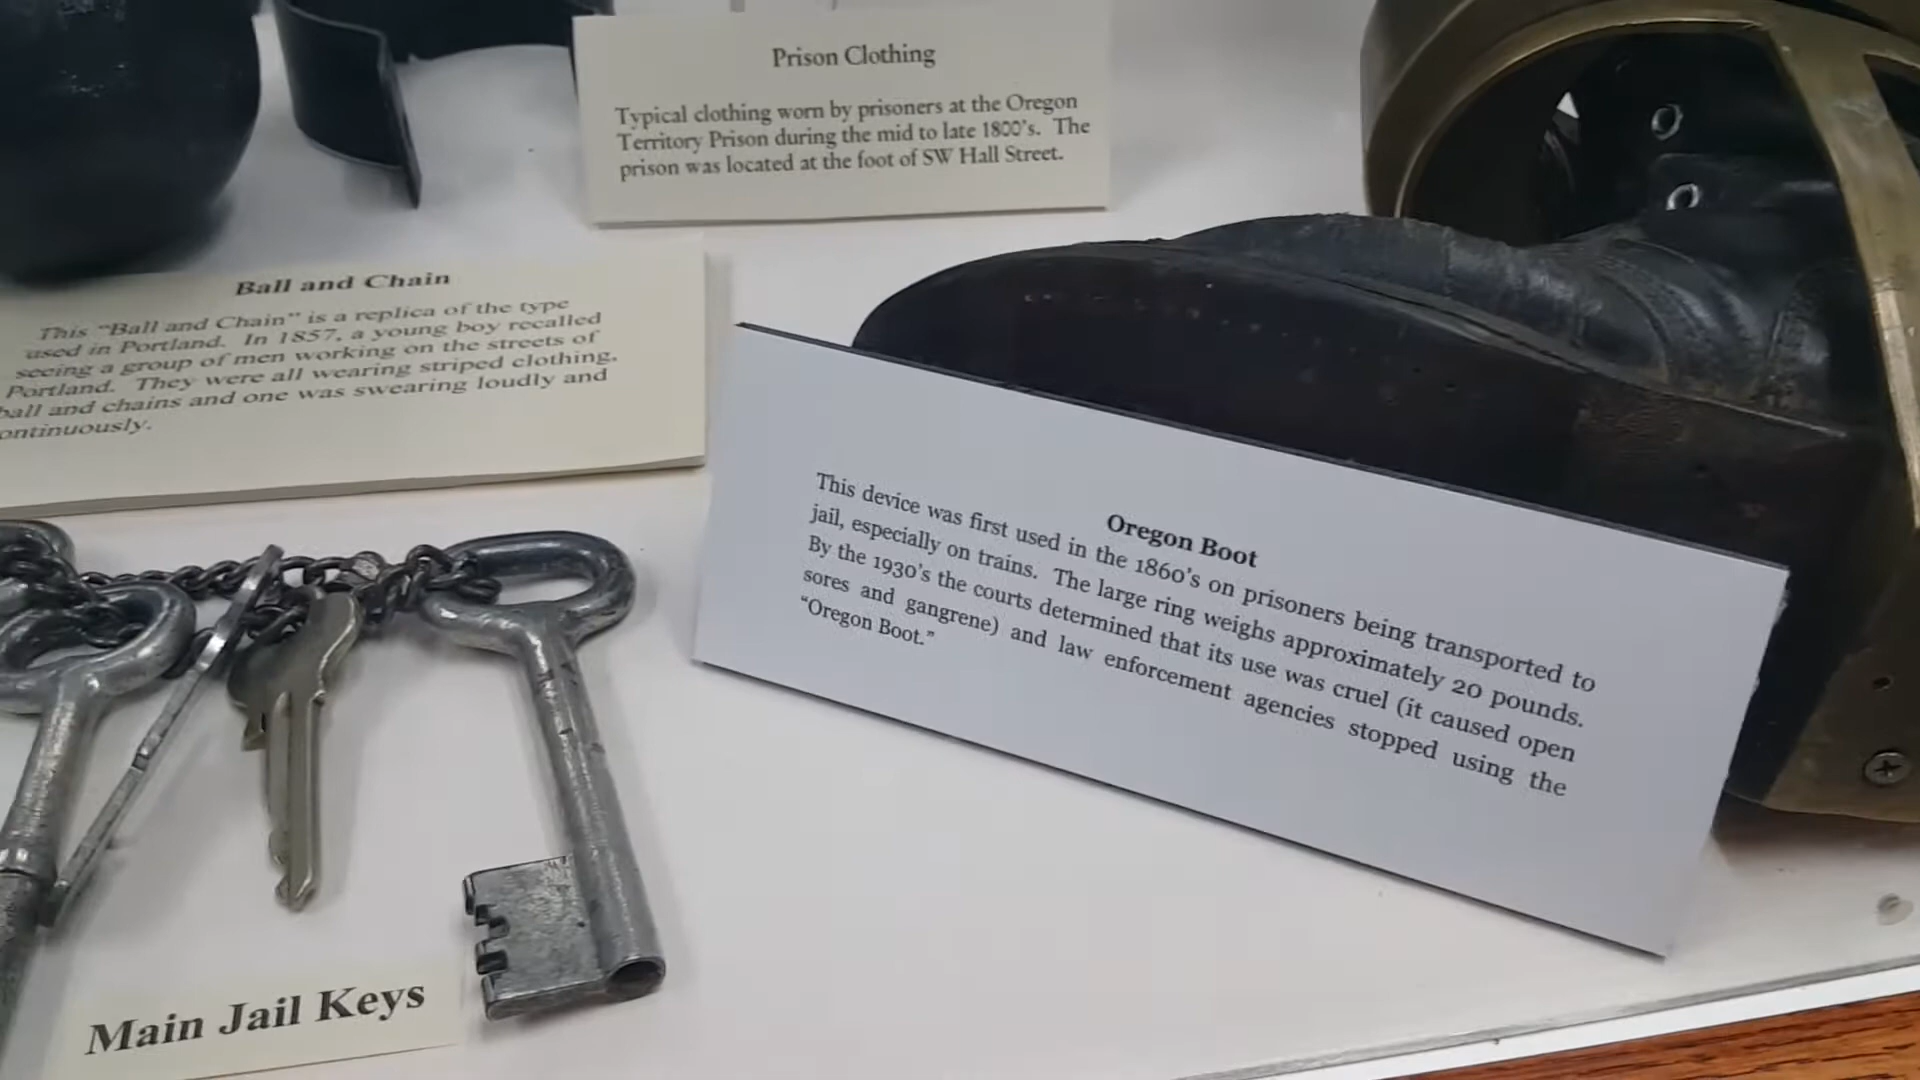 Prison Clothing
Typical clothing worn by prisoners at the Oregon
Territory Prison during the mid to late 1800's. The
prison was located at the foot of SW Hall Street.
Ball and Chain
This "Ball and Chain" is a replica of the type
used in Portland. In 1857, a young boy recalled
seeing a group of men working on the streets of
Portland. They were all wearing striped clothing,
ball and chains and one was swearing loudly and
ontinuously.
Oregon Boot
This device was first used in the 1860's on prisoners being transported to
jail, especially on trains. The large ring weighs approximately 20 pounds.
By the 1930's the courts determined that its use was cruel (it caused open
sores and gangrene) and law enforcement agencies stopped using the
"Oregon Boot."
Main Jail Keys